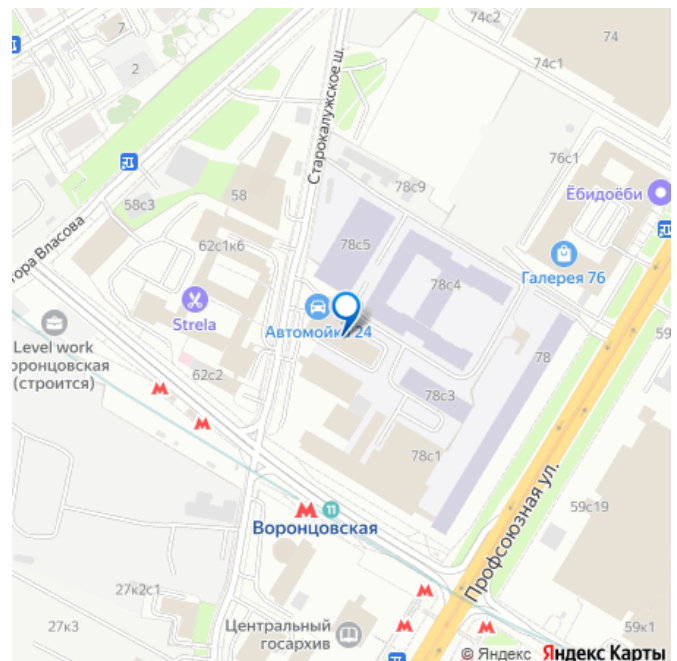 74с2
74
74с1
7
2
Старокалужское ш.
76с1
78с9
Ёбидоёби
58
58с3
тора Власова
62с1к6
78с5
78с4
Галерея 76
Strela
Автомойка 24
Level work
оронцовская
(строится)
59
78
62с2
78с3
78с1
Профсоюзная ул.
59с19
11
Воронцовская
27к2с1
27к3
Центральный
госархив
59к1
© Яндекс Яндекс Карты